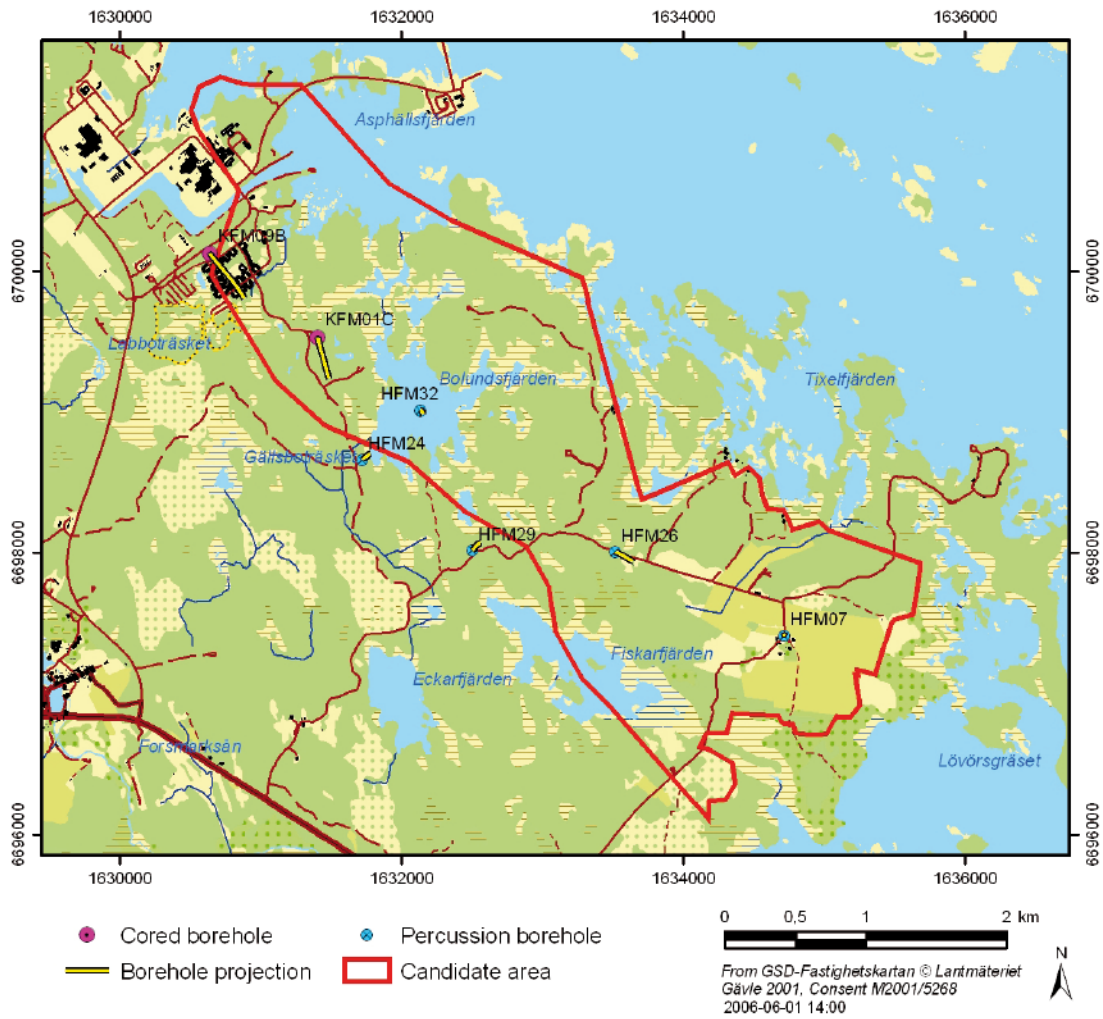 1630000
1632000
1634000
1636000
Asphällsfjärden
KFM09B
6700000
6700000
KFM01C
Labboträsket
Bolundsfjärden
Tixelfjärden
HFM32
HFM24
Gällsboträsket
HFM29
HFM26
6698000
6698000
HFM07
Fiskarfjärden
Eckarfjärden
Forsmarksån
Lövörsgräset
6696000
6696000
1630000
1632000
1634000
1636000
Cored borehole
Percussion borehole
Borehole projection
Candidate area
0 0,5 1 2 km
From GSD-Fastighetskartan © Lantmäteriet
Gävle 2001, Consent M2001/5268
2006-06-01 14:00
N